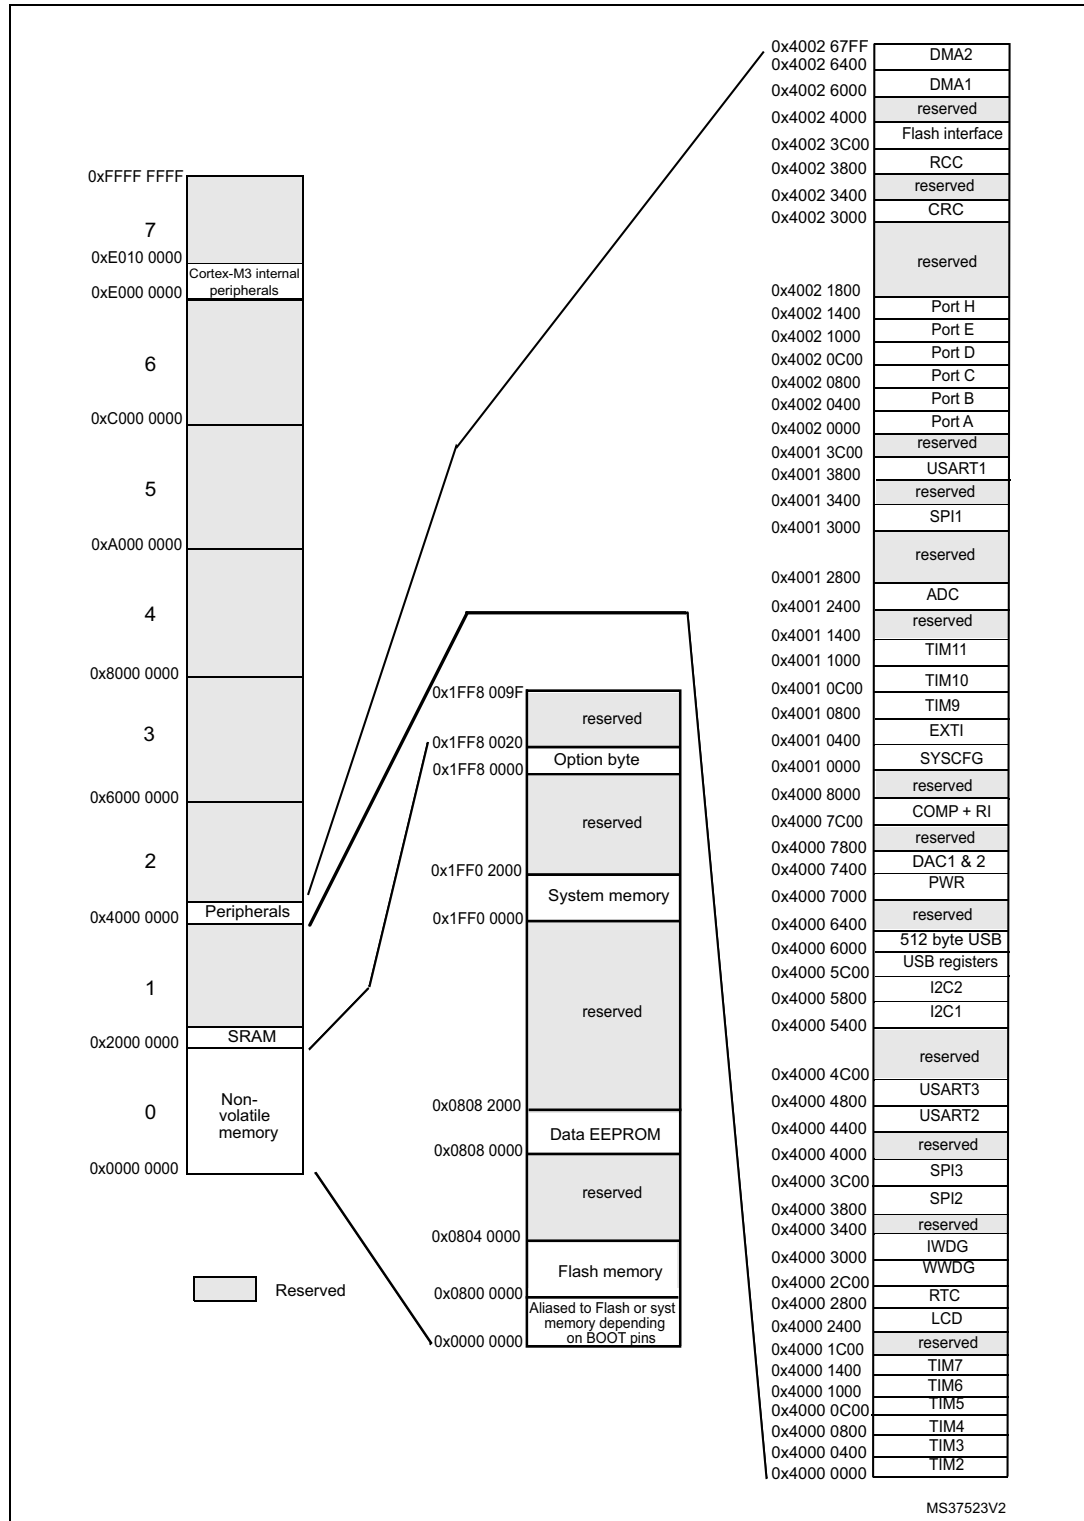 0xFFFF FFFF
7
0xE010 0000
Cortex-M3 internal
peripherals
0xE000 0000
6
0xC000 0000
5
0xA000 0000
4
0x8000 0000
3
0x6000 0000
2
Peripherals
0x4000 0000
1
SRAM
0x2000 0000
0
Non-
volatile
memory
0x0000 0000
Reserved
0x1FF8 009F
reserved
0x1FF8 0020
Option byte
0x1FF8 0000
reserved
0x1FF0 2000
System memory
0x1FF0 0000
reserved
0x0808 2000
Data EEPROM
0x0808 0000
reserved
0x0804 0000
Flash memory
0x0800 0000
Aliased to Flash or syst
memory depending
on BOOT pins
0x0000 0000
0x4002 67FF
DMA2
0x4002 6400
DMA1
0x4002 6000
reserved
0x4002 4000
Flash interface
0x4002 3C00
RCC
0x4002 3800
reserved
0x4002 3400
CRC
0x4002 3000
reserved
0x4002 1800
Port H
0x4002 1400
Port E
0x4002 1000
Port D
0x4002 0C00
Port C
0x4002 0800
Port B
0x4002 0400
Port A
0x4002 0000
reserved
0x4001 3C00
USART1
0x4001 3800
reserved
0x4001 3400
SPI1
0x4001 3000
reserved
0x4001 2800
ADC
0x4001 2400
reserved
0x4001 1400
TIM11
0x4001 1000
TIM10
0x4001 0C00
TIM9
0x4001 0800
EXTI
0x4001 0400
SYSCFG
0x4001 0000
reserved
0x4000 8000
COMP + RI
0x4000 7C00
reserved
0x4000 7800
DAC1 & 2
0x4000 7400
PWR
0x4000 7000
reserved
0x4000 6400
512 byte USB
0x4000 6000
USB registers
0x4000 5C00
I2C2
0x4000 5800
I2C1
0x4000 5400
reserved
0x4000 4C00
USART3
0x4000 4800
USART2
0x4000 4400
reserved
0x4000 4000
SPI3
0x4000 3C00
SPI2
0x4000 3800
reserved
0x4000 3400
IWDG
0x4000 3000
WWDG
0x4000 2C00
RTC
0x4000 2800
LCD
0x4000 2400
reserved
0x4000 1C00
TIM7
0x4000 1400
TIM6
0x4000 1000
TIM5
0x4000 0C00
TIM4
0x4000 0800
TIM3
0x4000 0400
TIM2
0x4000 0000
MS37523V2